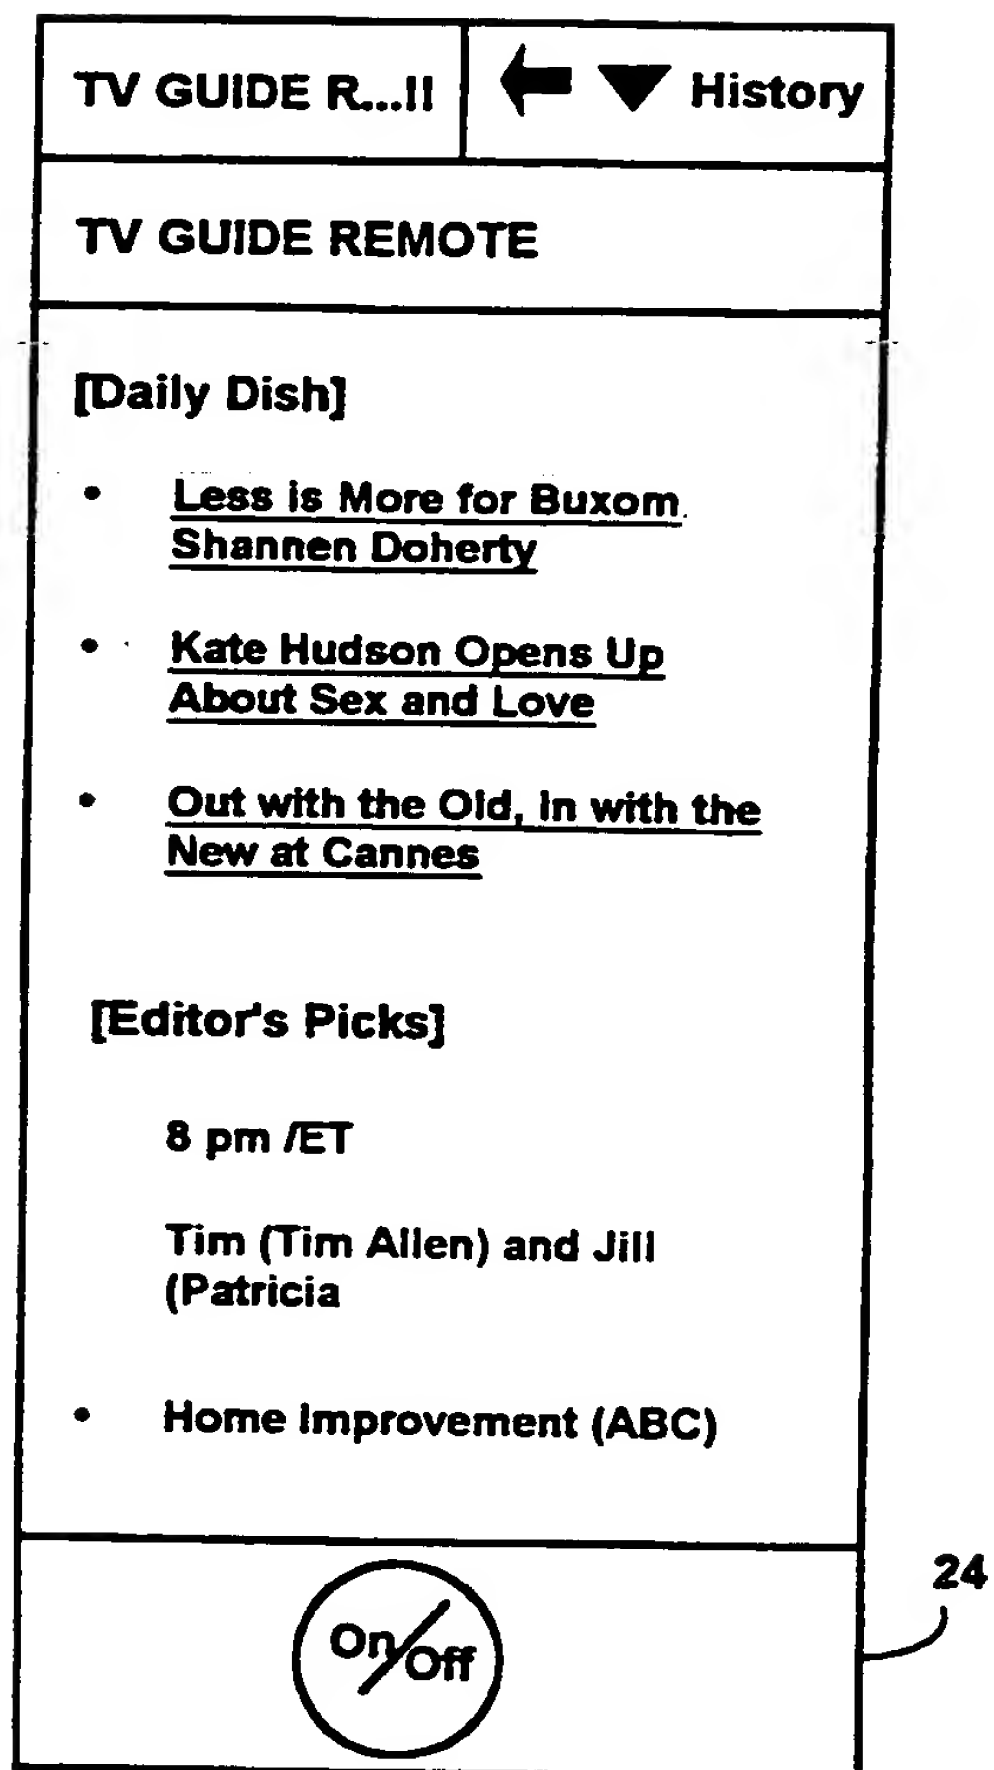 TV GUIDE R...!!
History
TV GUIDE REMOTE
[Daily Dish]
• Less is More for Buxom
Shannen Doherty
• Kate Hudson Opens Up
About Sex and Love
• Out with the Old, In with the
New at Cannes
[Editor's Picks]
8 pm /ET
Tim (Tim Allen) and Jill
(Patricia
• Home Improvement (ABC)
On/Off
24